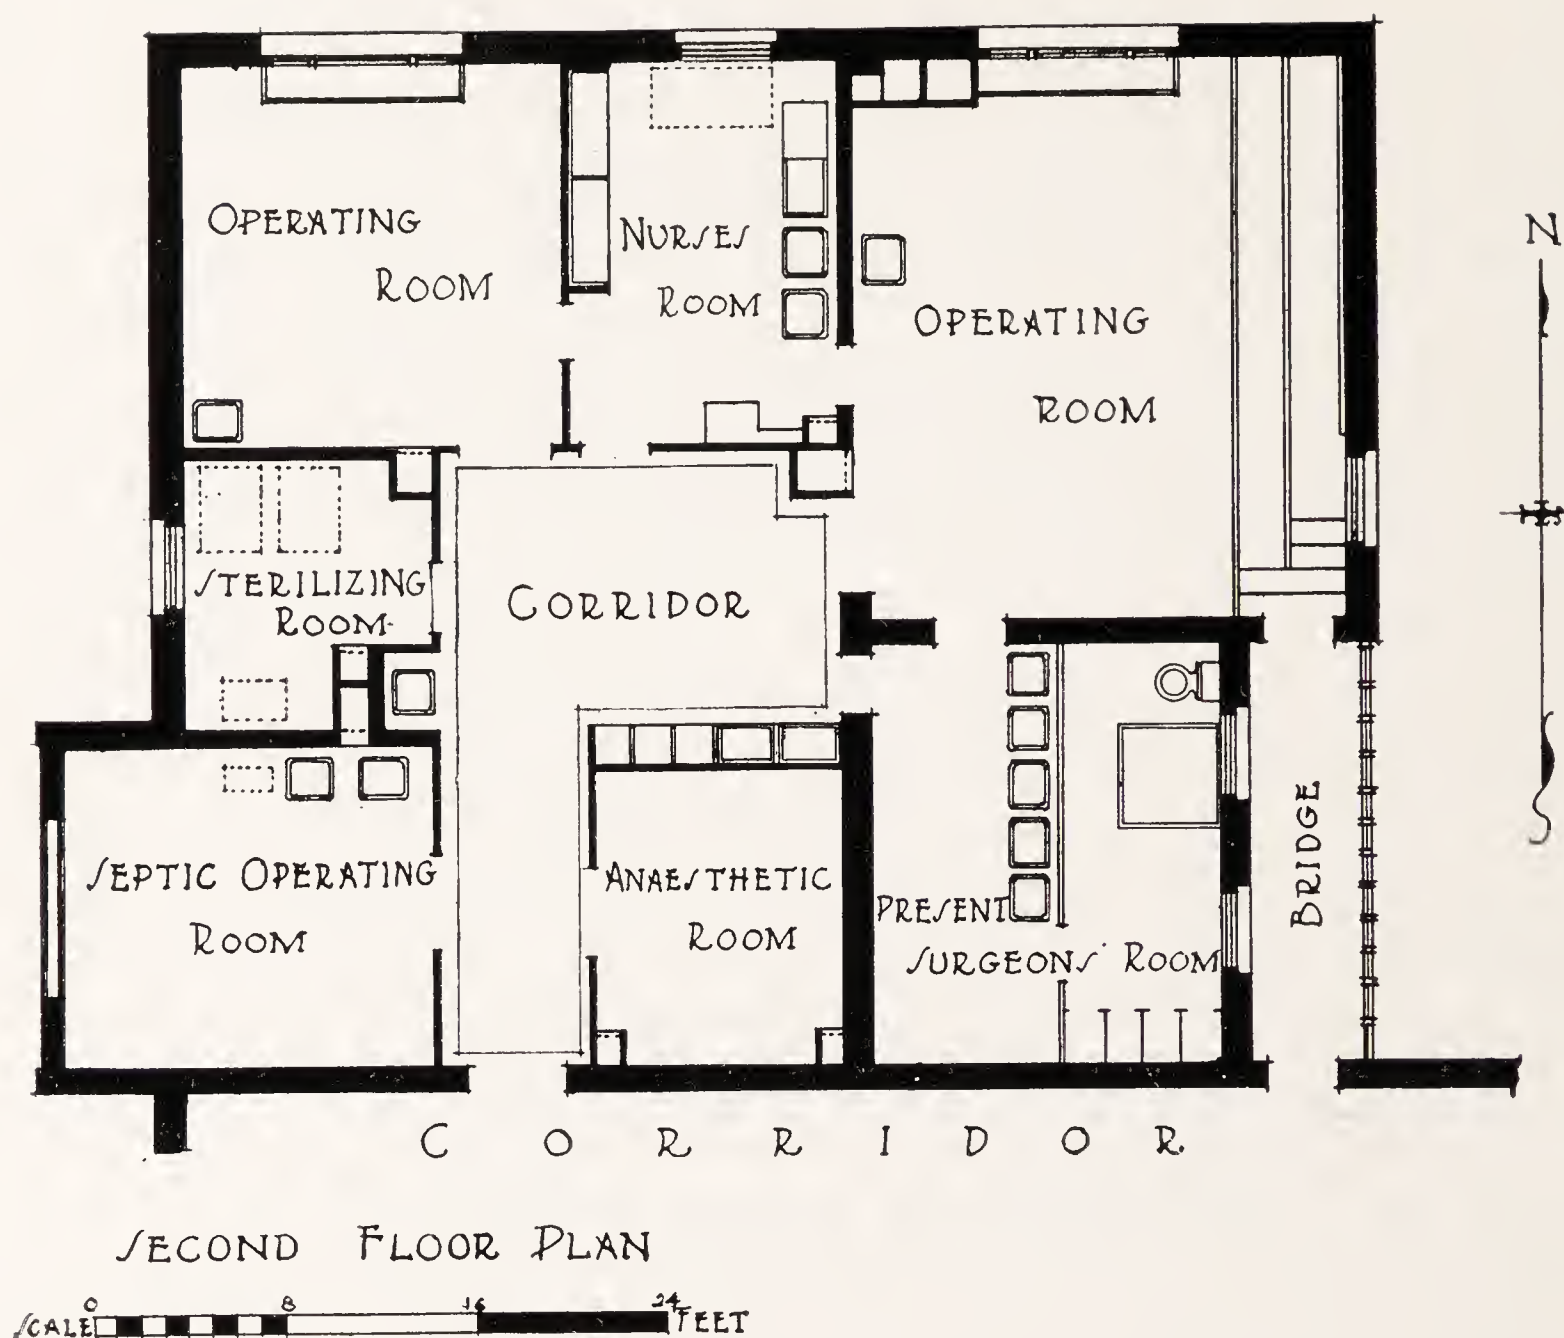 OPERATING
ROOM
NURSES
ROOM
OPERATING
ROOM
N
STERILIZING
ROOM
CORRIDOR
SEPTIC OPERATING
ROOM
ANAESTHETIC
ROOM
PRESENT
SURGEONS' ROOM
BRIDGE
S
CORRIDOR.
SECOND FLOOR PLAN
0 8 16 24
SCALE FEET